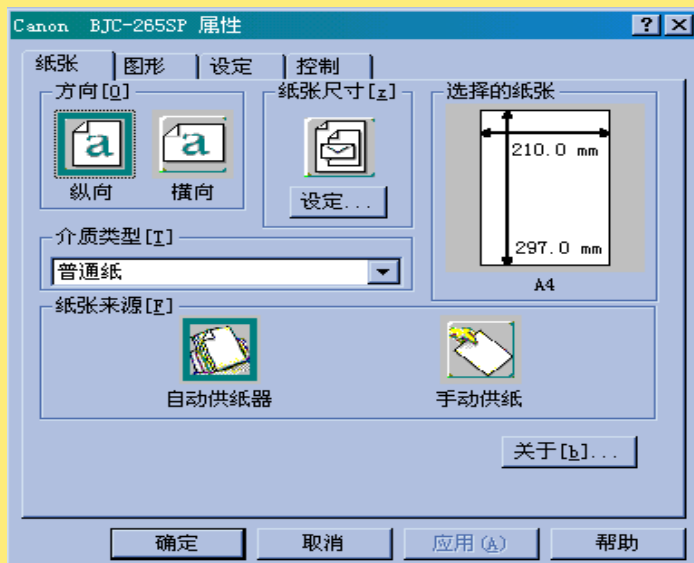 Canon BJC-265SP 属性
纸张 图形 设定 控制
方向[O] 纸张尺寸[z] 选择的纸张
a a
210.0 mm
纵向 横向 设定...
297.0 mm
介质类型[T]
普通纸
A4
纸张来源[F]
自动供纸器 手动供纸
关于[b]...
确定 取消 应用(A) 帮助